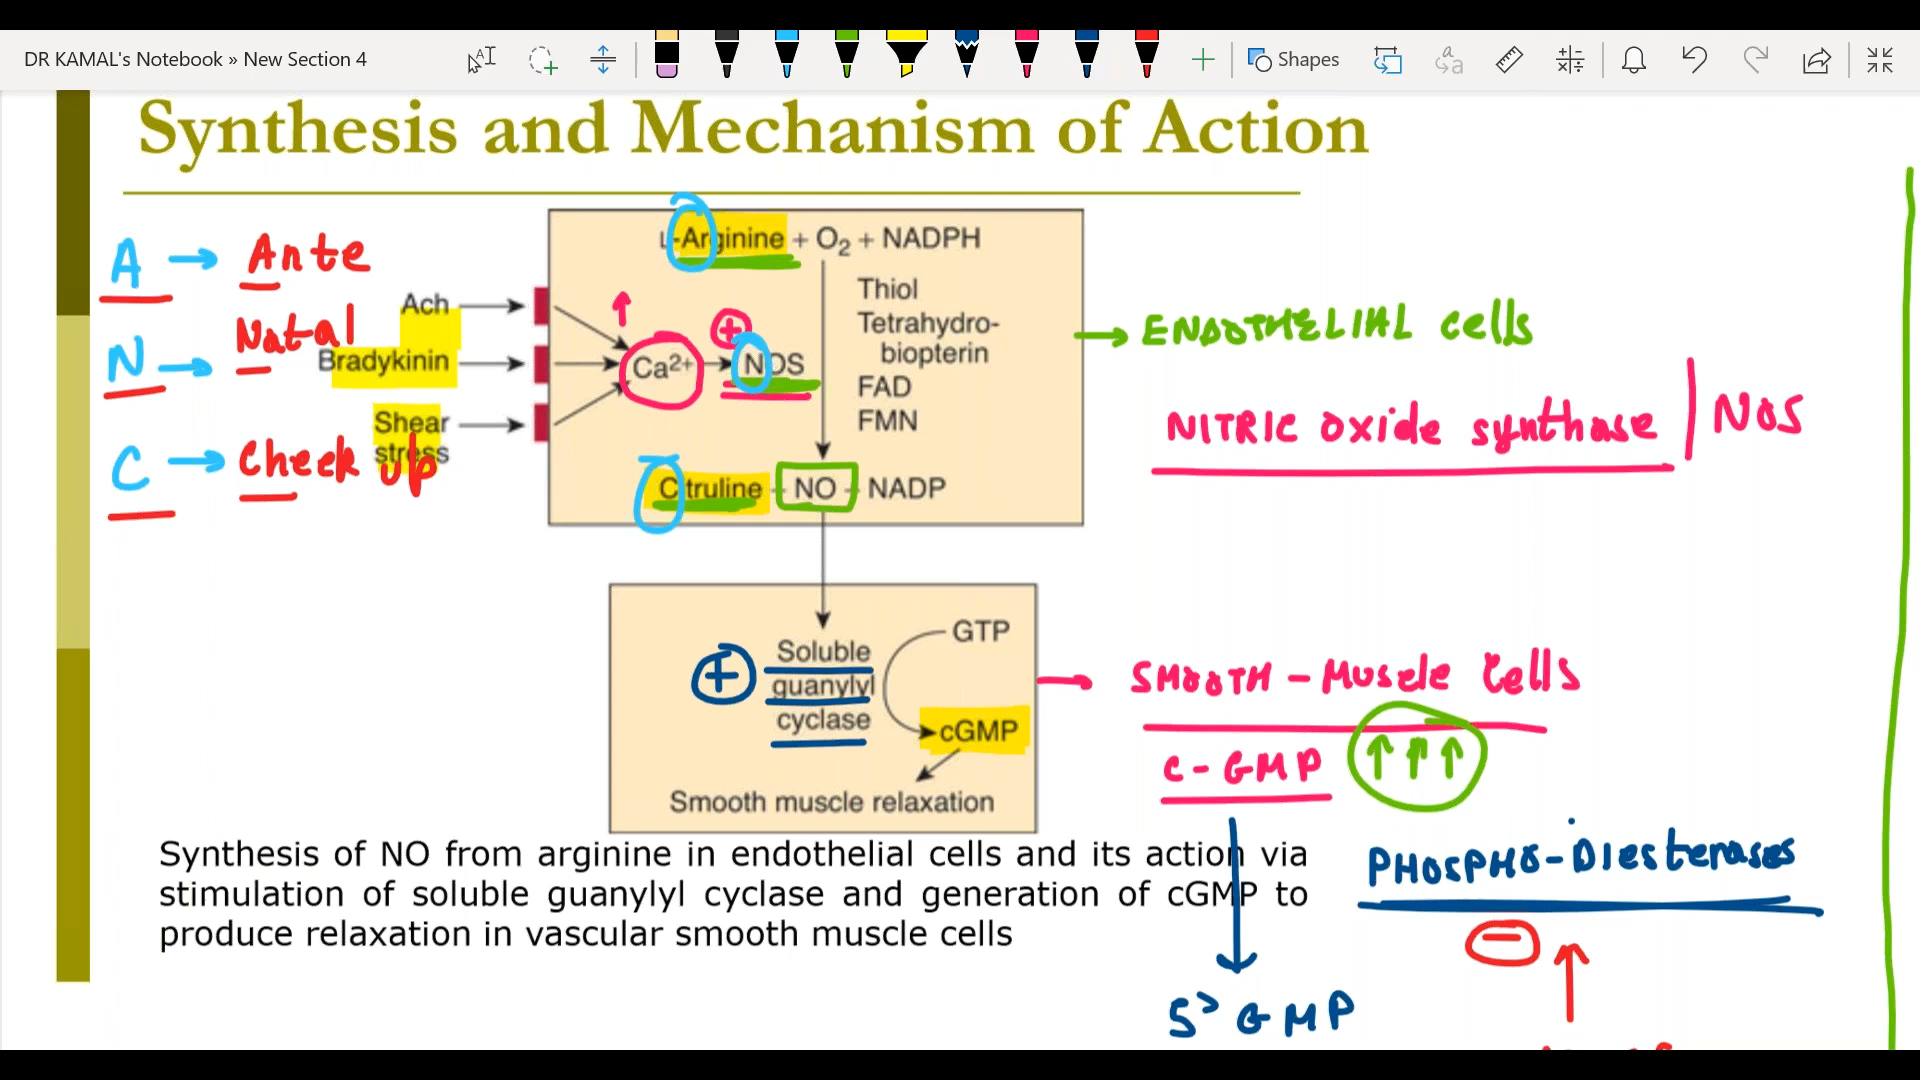 DR KAMAL's Notebook » New Section 4
Shapes
Synthesis and Mechanism of Action
A → Ante
N → Natal
C → Check up
Ach
Bradykinin
Shear
stress
L-Arginine + O2 + NADPH
Thiol
Tetrahydro-
biopterin
FAD
FMN
Ca2+
+
NOS
Citruline + NO + NADP
→ ENDOTHELIAL cells
NITRIC oxide synthase | NOS
+
Soluble
guanylyl
cyclase
GTP
cGMP
Smooth muscle relaxation
SMOOTH - Muscle Cells
C-GMP ↑↑↑
PHOSPHO-Diesterases
5' GMP
Synthesis of NO from arginine in endothelial cells and its action via
stimulation of soluble guanylyl cyclase and generation of cGMP to
produce relaxation in vascular smooth muscle cells